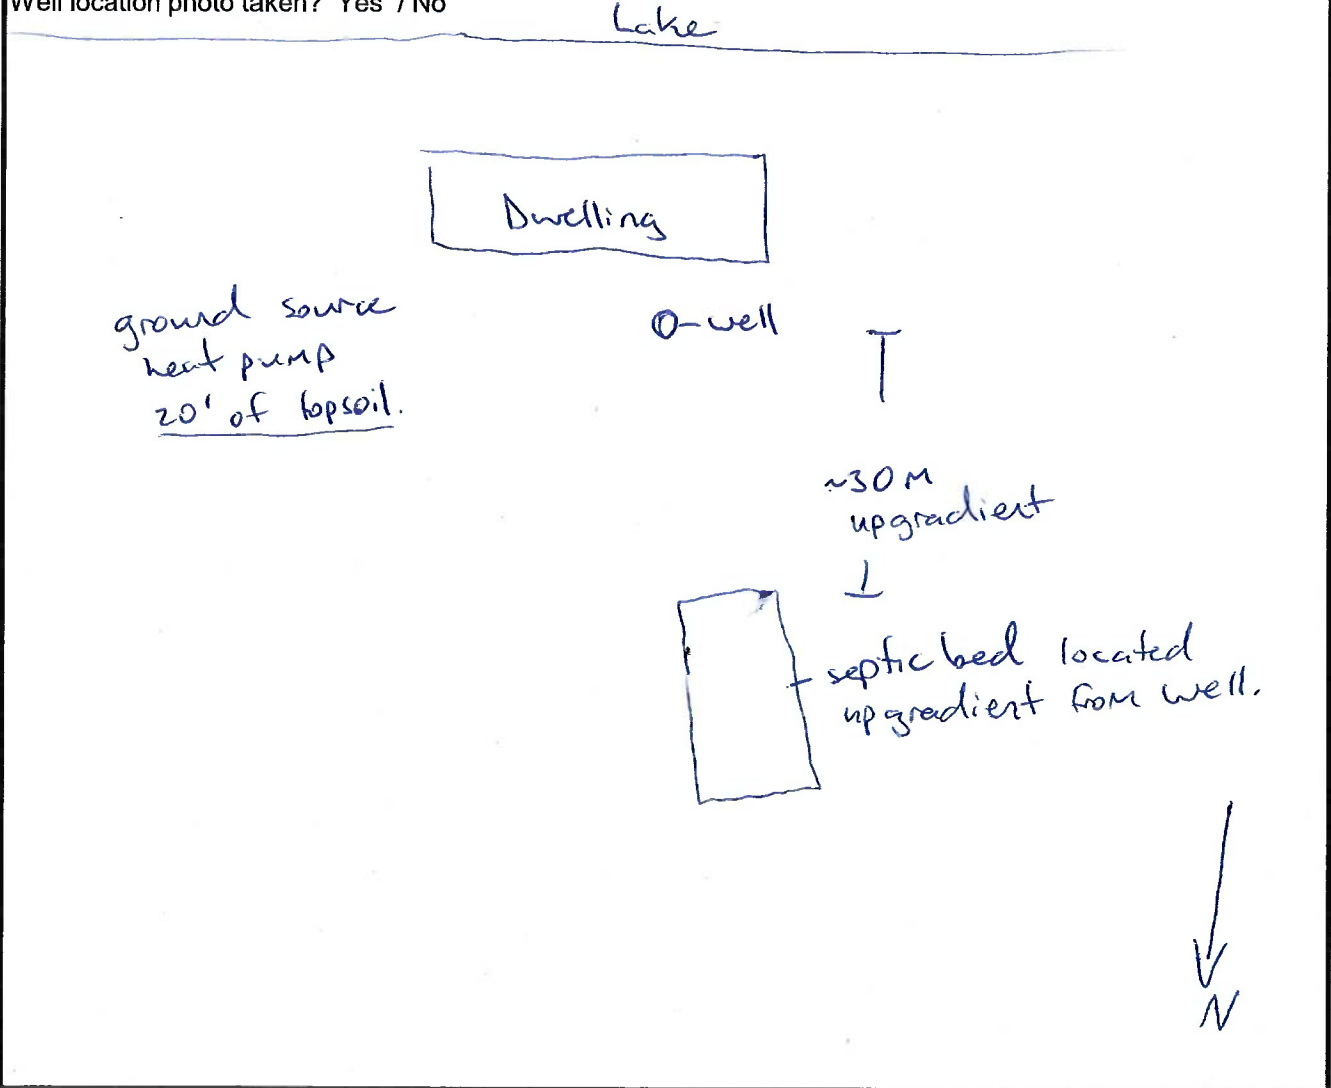 Well location photo taken? Yes / No
Lake
Dwelling
ground source
heat pump
20' of topsoil.
O-well
~30M
upgradient
septic bed located
upgradient from well.
N